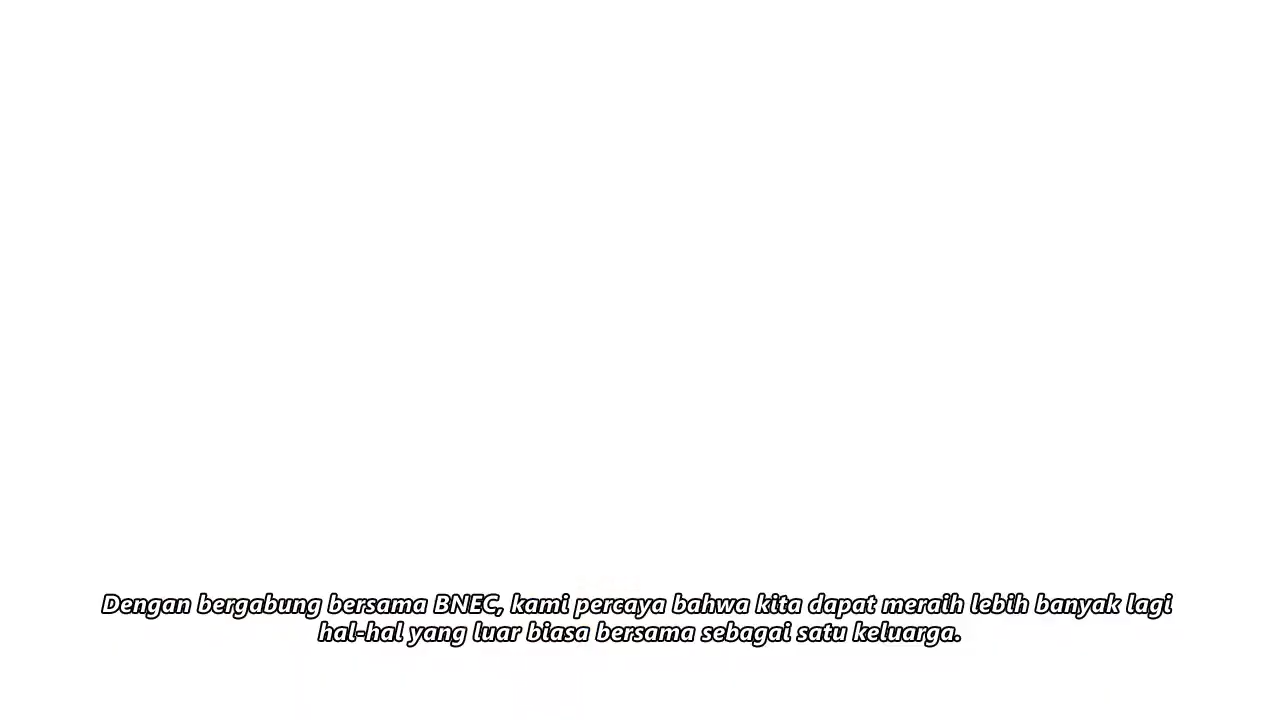 Dengan bergabung bersama BNEC, kami percaya bahwa kita dapat meraih lebih banyak lagi
hal-hal yang luar biasa bersama sebagai satu keluarga.